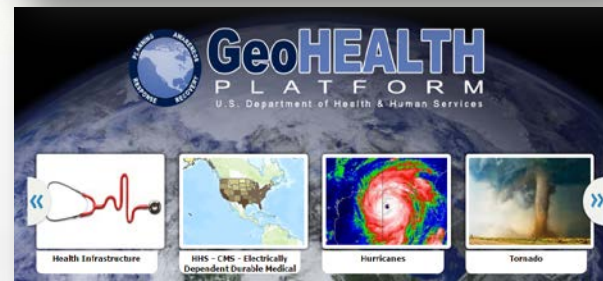 GeoHEALTH
PLATFORM
U.S. Department of Health & Human Services
PLANNING
AWARENESS
RESPONSE
RECOVERY
Health Infrastructure
HHS - CMS - Electrically
Dependent Durable Medical
Hurricanes
Tornado